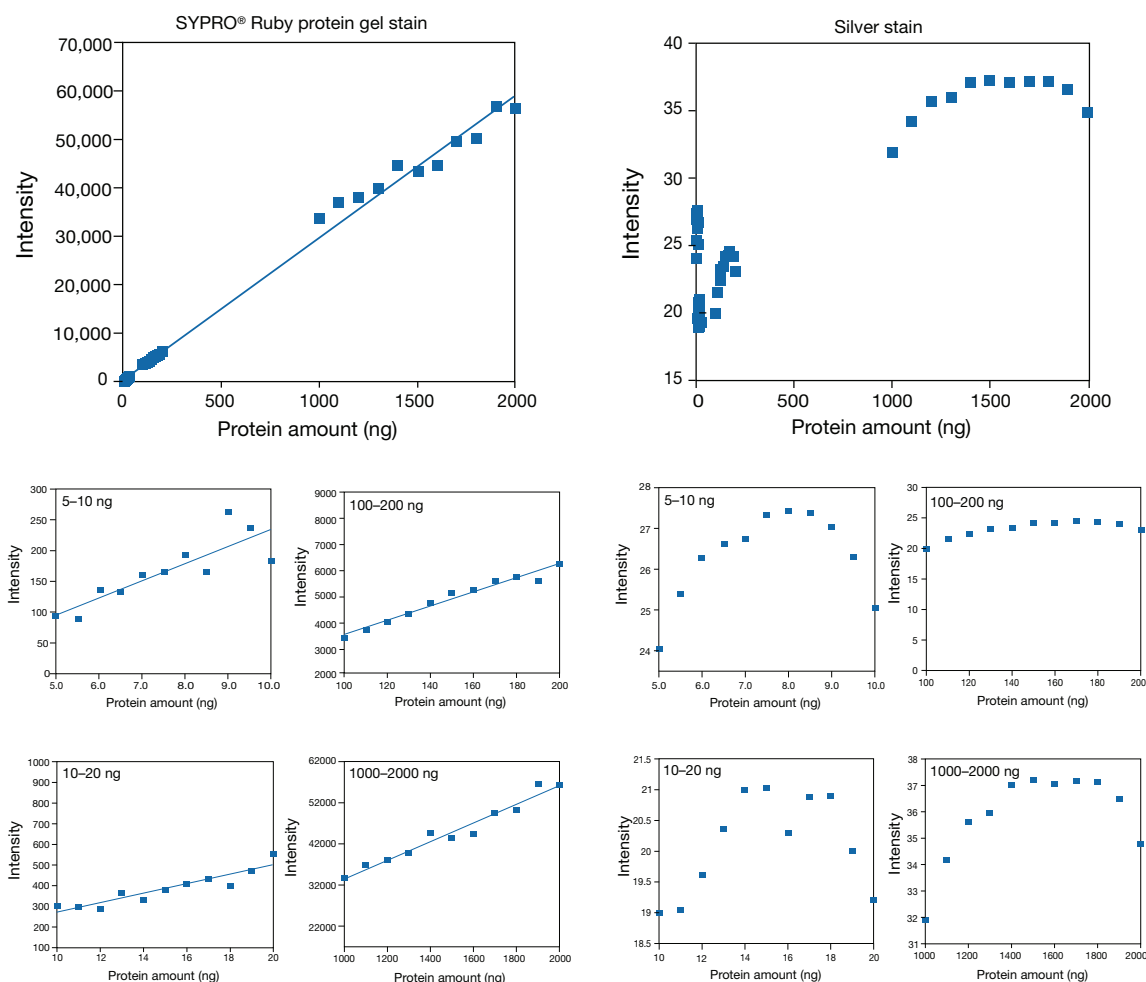 SYPRO® Ruby protein gel stain
70,000
60,000
50,000
40,000
30,000
20,000
10,000
0
Intensity
0 500 1000 1500 2000
Protein amount (ng)
Silver stain
40
35
30
25
20
15
Intensity
0 500 1000 1500 2000
Protein amount (ng)
5–10 ng
300
250
200
150
100
50
0
Intensity
5.0 6.0 7.0 8.0 9.0 10.0
Protein amount (ng)
100–200 ng
9000
8000
7000
6000
5000
4000
3000
2000
Intensity
100 120 140 160 180 200
Protein amount (ng)
5–10 ng
28
27
26
27
26
25
24
Intensity
5.0 6.0 7.0 8.0 9.0 10.0
Protein amount (ng)
100–200 ng
30
25
20
15
10
5
0
Intensity
100 120 140 160 180 200
Protein amount (ng)
10–20 ng
1000
900
800
700
600
500
400
300
200
100
Intensity
10 12 14 16 18 20
Protein amount (ng)
1000–2000 ng
62000
52000
42000
32000
22000
Intensity
1000 1200 1400 1600 1800 2000
Protein amount (ng)
10–20 ng
21.5
21
20.5
20
19.5
19
18.5
Intensity
10 12 14 16 18 20
Protein amount (ng)
1000–2000 ng
38
37
36
35
34
33
32
31
Intensity
1000 1200 1400 1600 1800 2000
Protein amount (ng)